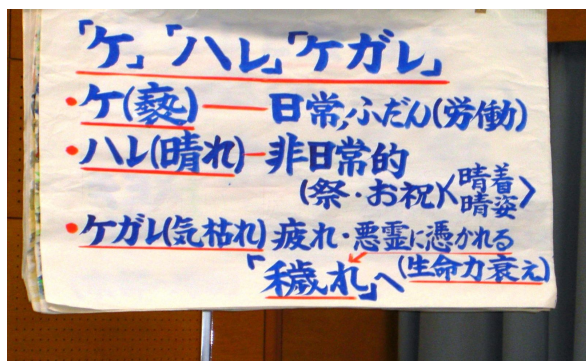 「ケ」「ハレ」「ケガレ」
・ケ(褻)——日常,ふだん(労働)
・ハレ(晴れ)—非日常的
(祭・お祝)〈晴着
晴姿〉
・ケガレ(気枯れ)疲れ・悪霊に憑かれる
(生命力衰え)
「穢れ」へ